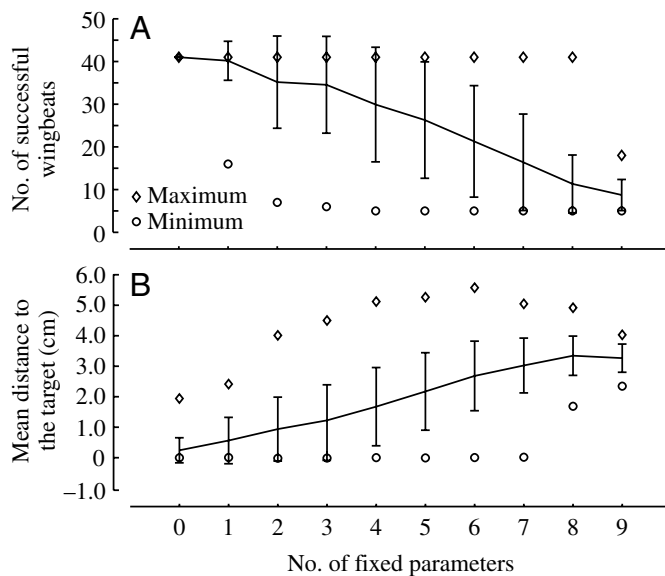 A
50
40
30
20
10
0
No. of successful
wingbeats
◇ Maximum
○ Minimum
B
6.0
5.0
4.0
3.0
2.0
1.0
0
–1.0
Mean distance to
the target (cm)
0 1 2 3 4 5 6 7 8 9
No. of fixed parameters